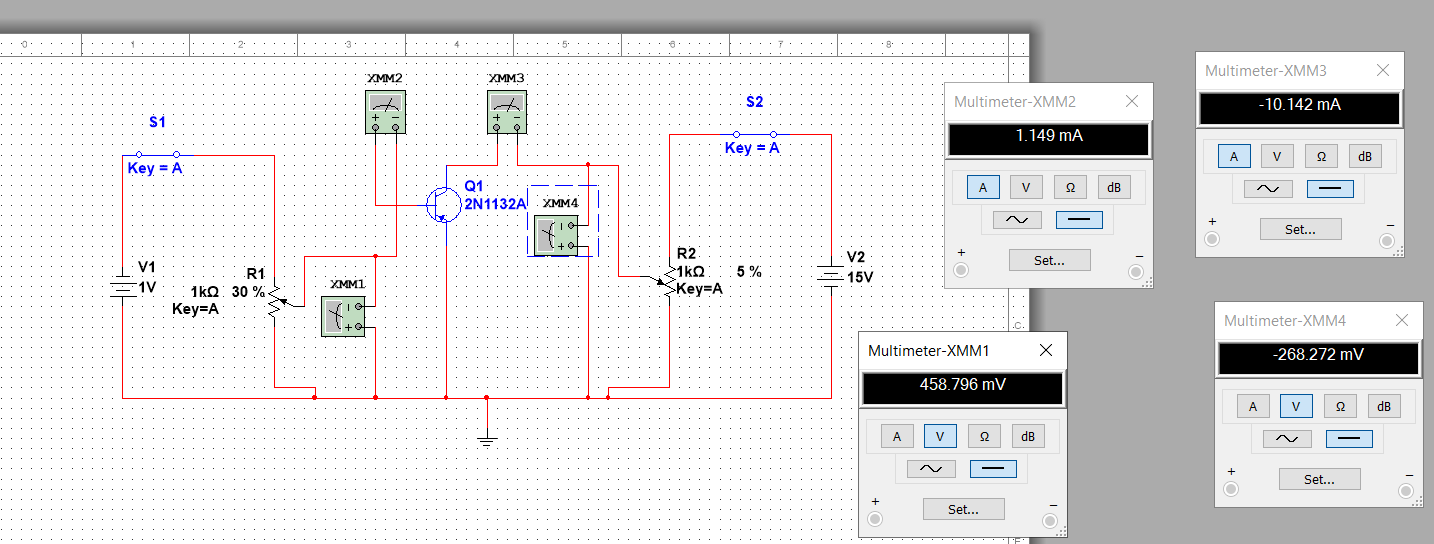 0 1 2 3 4 5 6 7 8
XMM2 XMM3
S1
Key = A
S2
Key = A
Q1
2N1132A
XMM4
V1
1V
R1
1kΩ 30 %
Key=A
XMM1
R2
1kΩ 5 %
Key=A
V2
15V
C
Multimeter-XMM2
1.149 mA
A V Ω dB
+ −
Set...
Multimeter-XMM3
-10.142 mA
A V Ω dB
+ −
Set...
Multimeter-XMM1
458.796 mV
A V Ω dB
+ −
Set...
Multimeter-XMM4
-268.272 mV
A V Ω dB
+ −
Set...